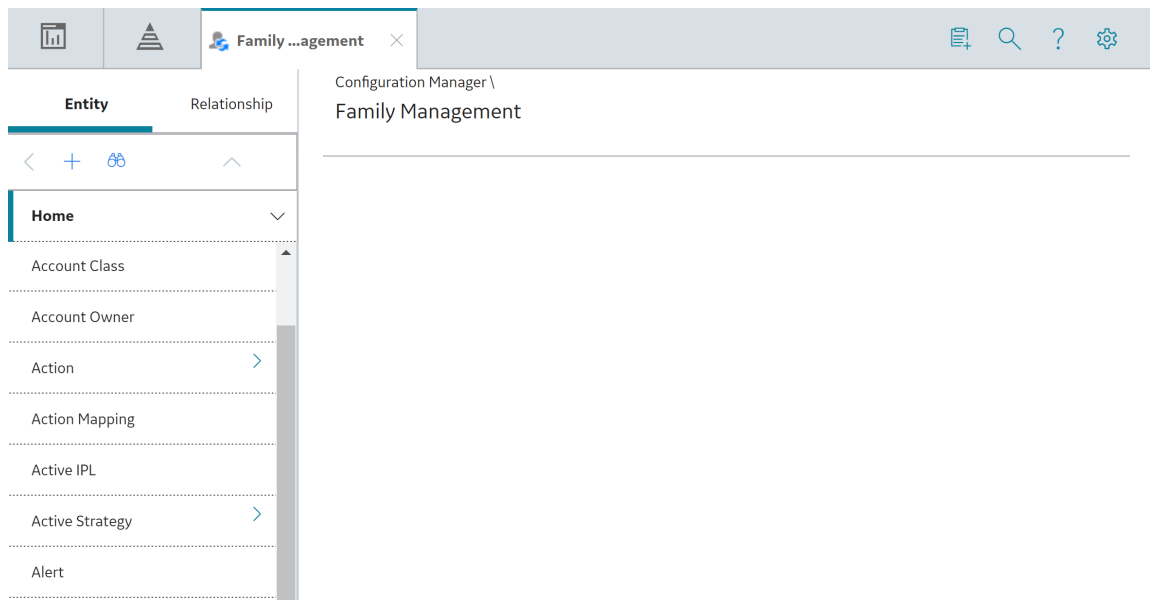 Family ...agement
Entity
Relationship
Configuration Manager \
Family Management
Home
Account Class
Account Owner
Action
Action Mapping
Active IPL
Active Strategy
Alert